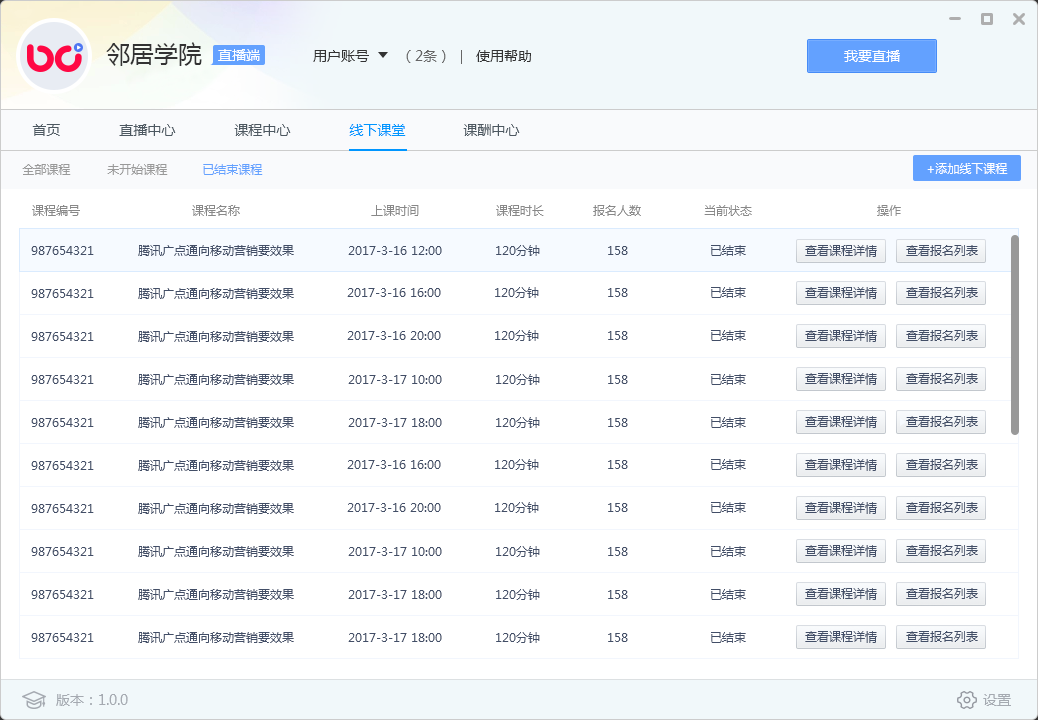 bci
邻居学院 直播端 用户账号 （2条） | 使用帮助 我要直播
首页 直播中心 课程中心 线下课堂 课酬中心
全部课程 未开始课程 已结束课程 +添加线下课程
课程编号 课程名称 上课时间 课程时长 报名人数 当前状态 操作
987654321 腾讯广点通向移动营销要效果 2017-3-16 12:00 120分钟 158 已结束 查看课程详情 查看报名列表
987654321 腾讯广点通向移动营销要效果 2017-3-16 16:00 120分钟 158 已结束 查看课程详情 查看报名列表
987654321 腾讯广点通向移动营销要效果 2017-3-16 20:00 120分钟 158 已结束 查看课程详情 查看报名列表
987654321 腾讯广点通向移动营销要效果 2017-3-17 10:00 120分钟 158 已结束 查看课程详情 查看报名列表
987654321 腾讯广点通向移动营销要效果 2017-3-17 18:00 120分钟 158 已结束 查看课程详情 查看报名列表
987654321 腾讯广点通向移动营销要效果 2017-3-16 16:00 120分钟 158 已结束 查看课程详情 查看报名列表
987654321 腾讯广点通向移动营销要效果 2017-3-16 20:00 120分钟 158 已结束 查看课程详情 查看报名列表
987654321 腾讯广点通向移动营销要效果 2017-3-17 10:00 120分钟 158 已结束 查看课程详情 查看报名列表
987654321 腾讯广点通向移动营销要效果 2017-3-17 18:00 120分钟 158 已结束 查看课程详情 查看报名列表
987654321 腾讯广点通向移动营销要效果 2017-3-17 18:00 120分钟 158 已结束 查看课程详情 查看报名列表
版本：1.0.0 设置